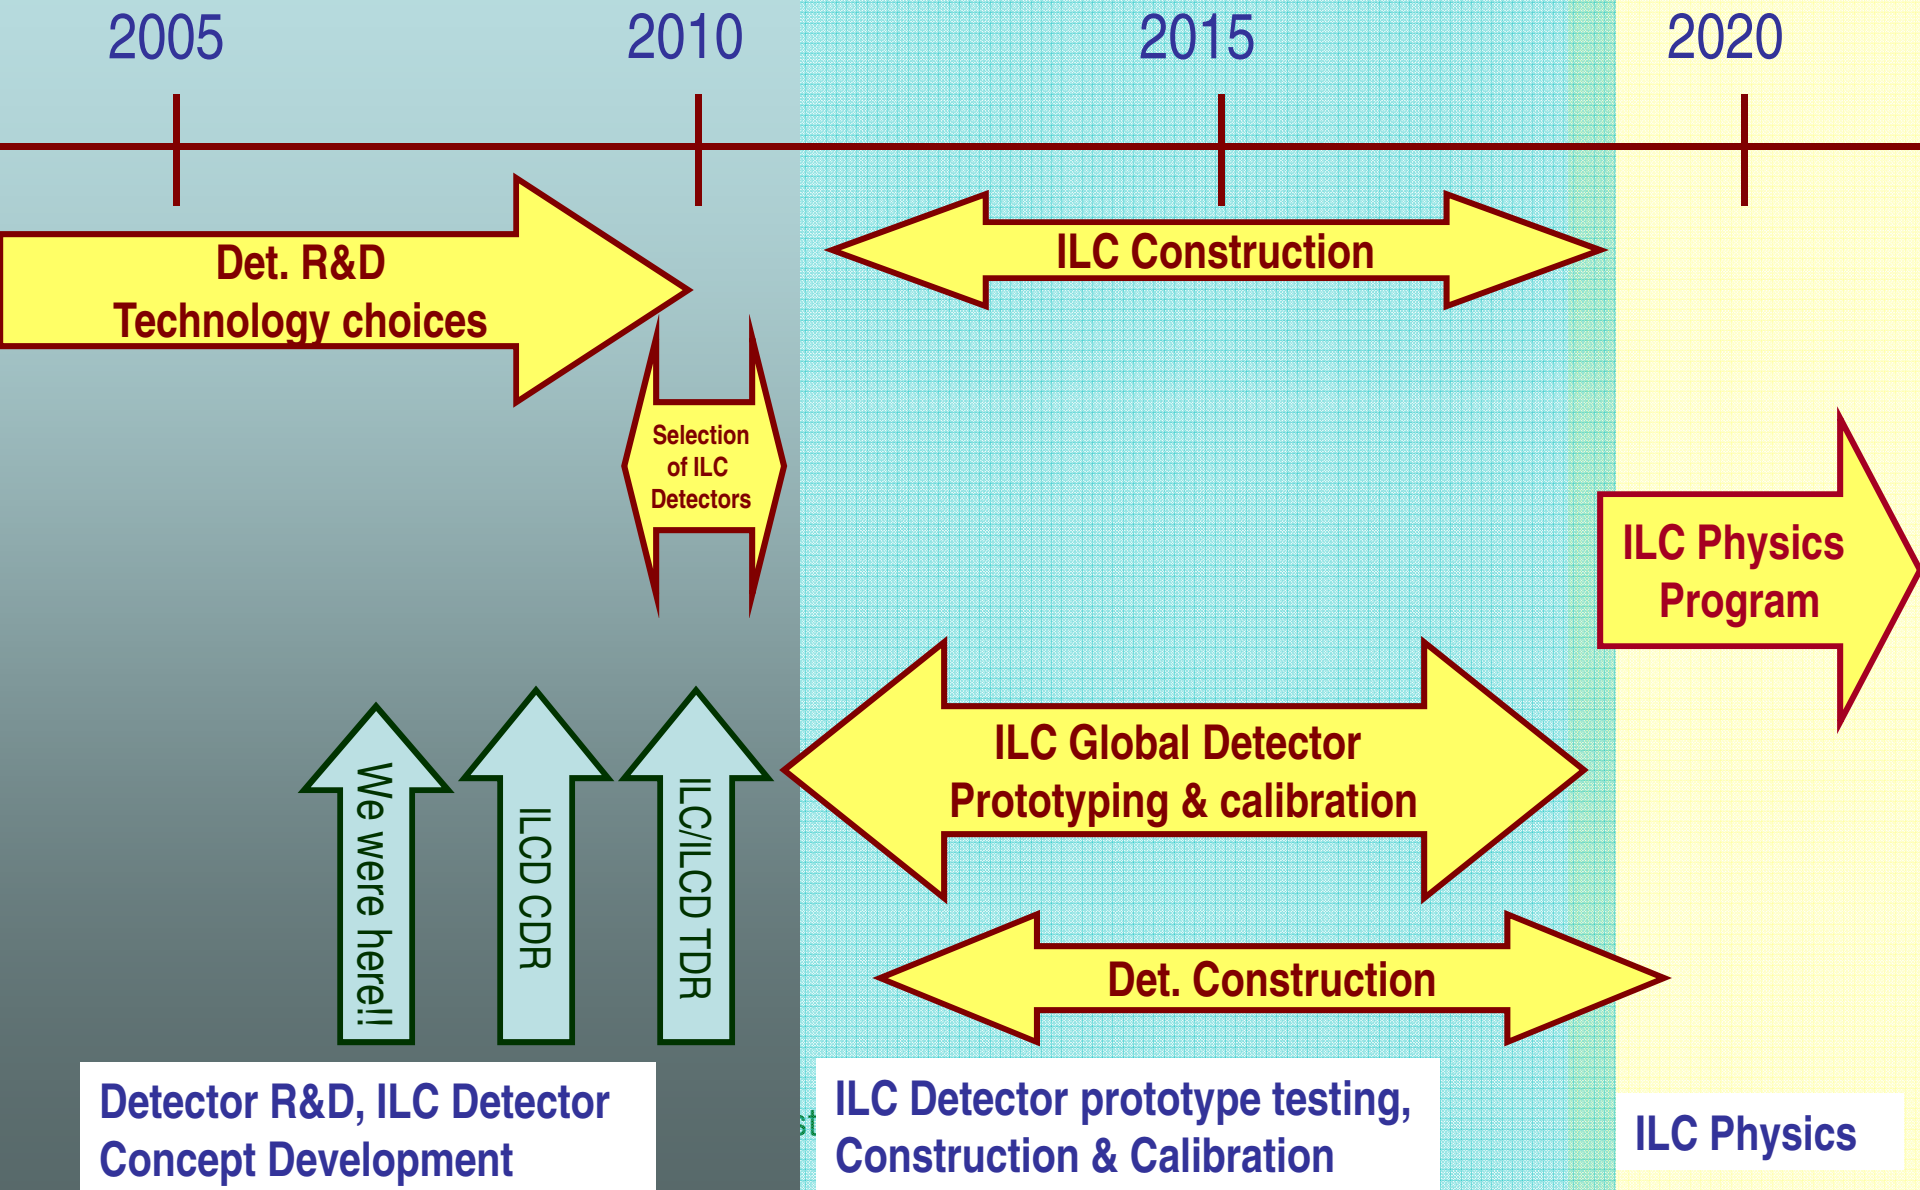 2005
2010
2015
2020
Det. R&D
Technology choices
ILC Construction
Selection
of ILC
Detectors
ILC Physics
Program
ILC Global Detector
Prototyping & calibration
We were here!!
ILCD CDR
ILC/ILCD TDR
Det. Construction
Detector R&D, ILC Detector
Concept Development
ILC Detector prototype testing,
Construction & Calibration
ILC Physics